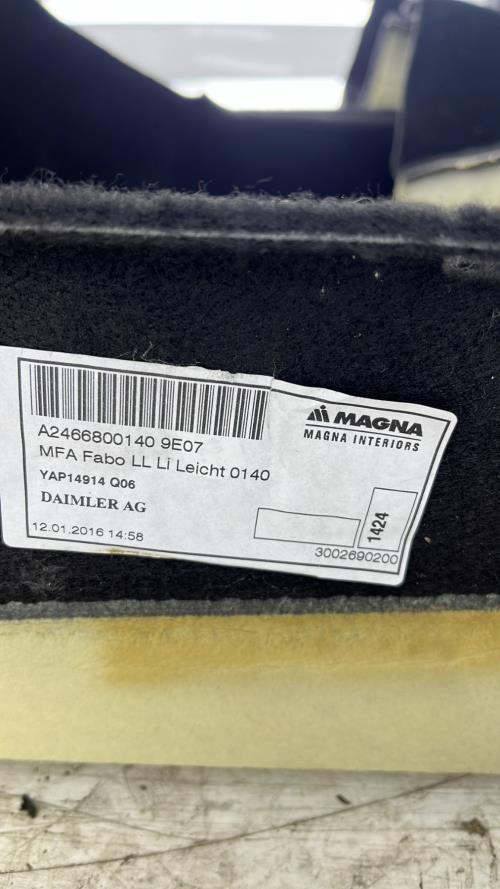 MAGNA
MAGNA INTERIORS
A2466800140 9E07
MFA Fabo LL Li Leicht 0140
YAP14914 Q06
DAIMLER AG
12.01.2016 14:58
1424
3002690200